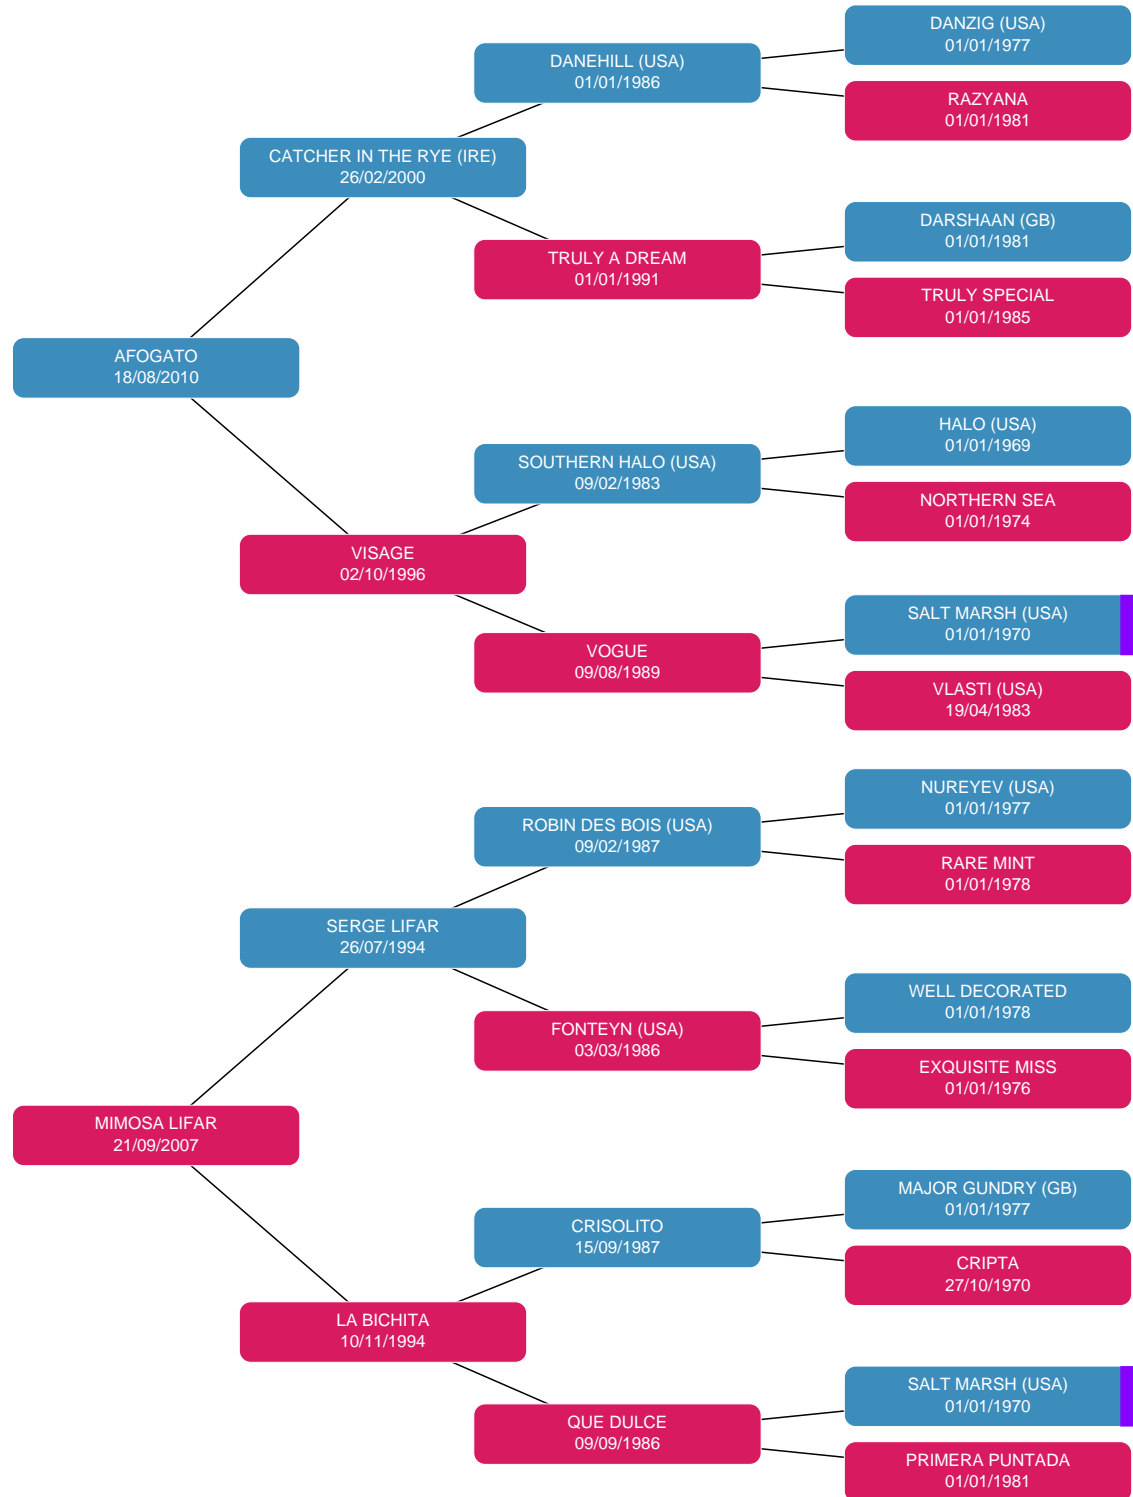 DANZIG (USA)
01/01/1977
DANEHILL (USA)
01/01/1986
RAZYANA
01/01/1981
CATCHER IN THE RYE (IRE)
26/02/2000
DARSHAAN (GB)
01/01/1981
TRULY A DREAM
01/01/1991
TRULY SPECIAL
01/01/1985
AFOGATO
18/08/2010
HALO (USA)
01/01/1969
SOUTHERN HALO (USA)
09/02/1983
NORTHERN SEA
01/01/1974
VISAGE
02/10/1996
SALT MARSH (USA)
01/01/1970
VOGUE
09/08/1989
VLASTI (USA)
19/04/1983
NUREYEV (USA)
01/01/1977
ROBIN DES BOIS (USA)
09/02/1987
RARE MINT
01/01/1978
SERGE LIFAR
26/07/1994
WELL DECORATED
01/01/1978
FONTEYN (USA)
03/03/1986
EXQUISITE MISS
01/01/1976
MIMOSA LIFAR
21/09/2007
MAJOR GUNDRY (GB)
01/01/1977
CRISOLITO
15/09/1987
CRIPTA
27/10/1970
LA BICHITA
10/11/1994
SALT MARSH (USA)
01/01/1970
QUE DULCE
09/09/1986
PRIMERA PUNTADA
01/01/1981